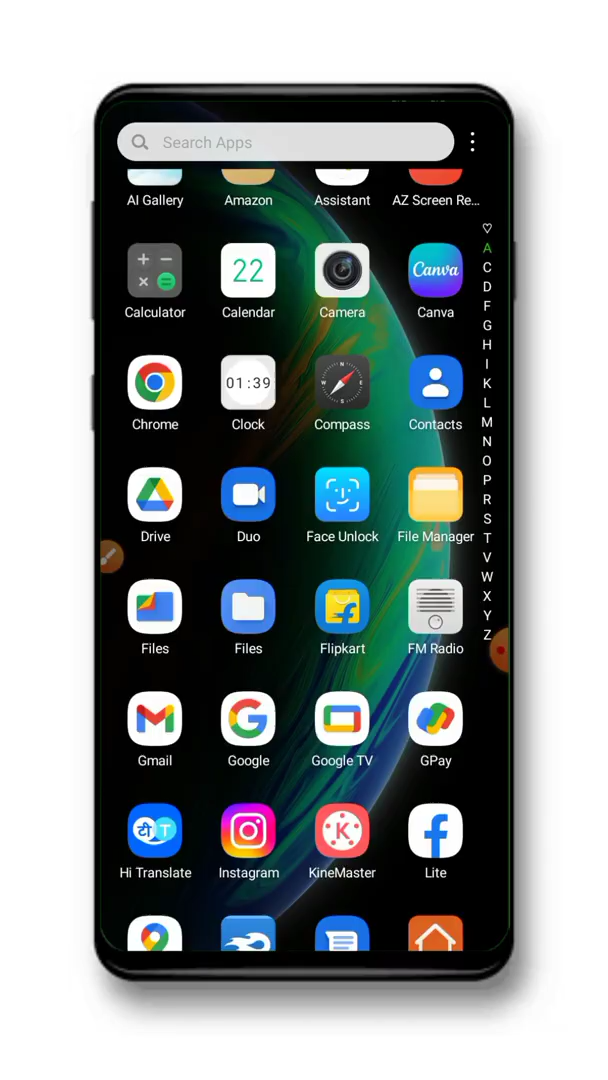 Search Apps
AI Gallery Amazon Assistant AZ Screen Re...
♡
A
C
D
F
G
H
I
K
L
M
N
O
P
R
S
T
V
W
X
Y
Z
22
Canva
Calculator Calendar Camera Canva
01:39
N
E
S
W
Chrome Clock Compass Contacts
Drive Duo Face Unlock File Manager
Files Files Flipkart FM Radio
Gmail Google Google TV GPay
टी T
K
Hi Translate Instagram KineMaster Lite